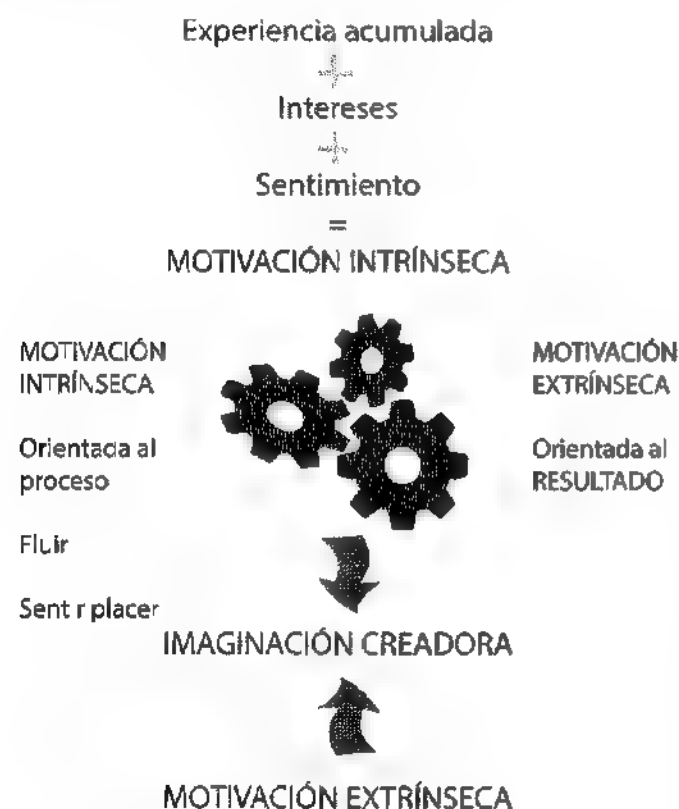 Experiencia acumulada
+
Intereses
+
Sentimiento
=
MOTIVACIÓN INTRÍNSECA
MOTIVACIÓN
INTRÍNSECA
Orientada al
proceso
Fluir
Sentir placer
MOTIVACIÓN
EXTRÍNSECA
Orientada al
RESULTADO
IMAGINACIÓN CREADORA
MOTIVACIÓN EXTRÍNSECA